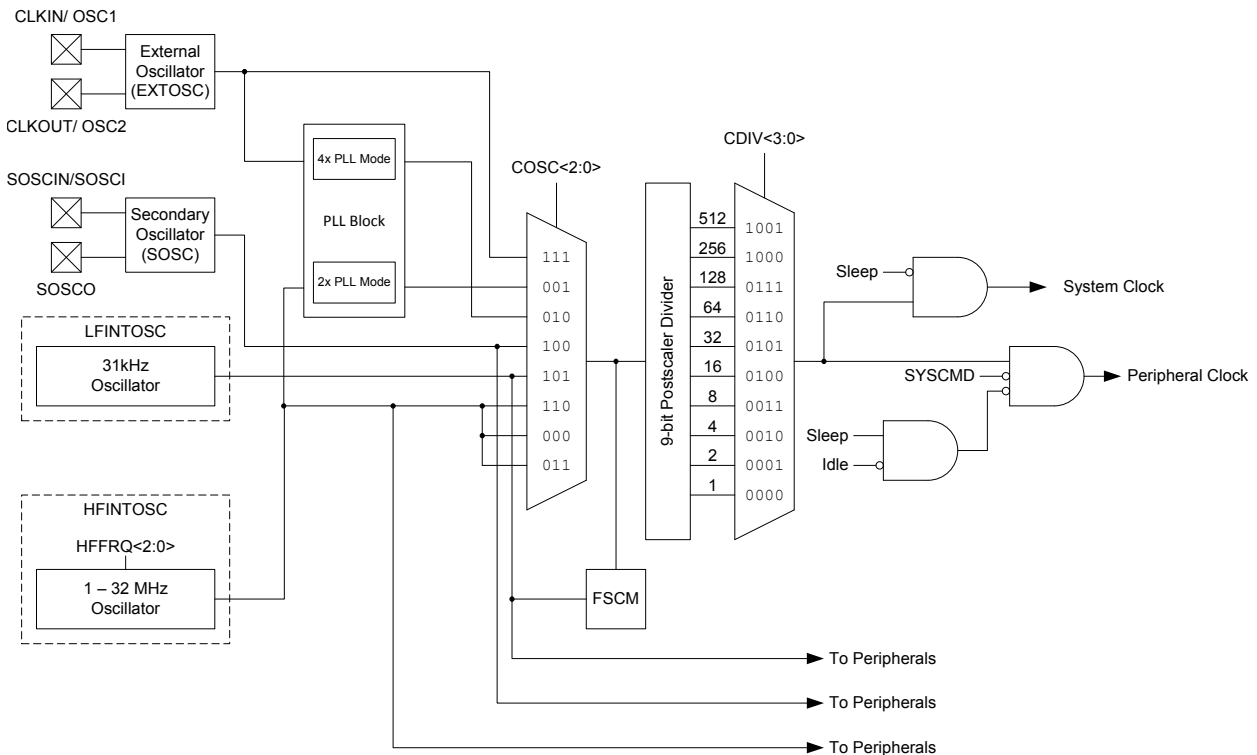 CLKIN/ OSC1
External
Oscillator
(EXTOSC)
CLKOUT/ OSC2
SOSCIN/SOSCI
Secondary
Oscillator
(SOSC)
SOSCO
LFINTOSC
31kHz
Oscillator
HFINTOSC
HFFRQ<2:0>
1 – 32 MHz
Oscillator
4x PLL Mode
PLL Block
2x PLL Mode
COSC<2:0>
111
001
010
100
101
110
000
011
FSCM
9-bit Postscaler Divider
512
256
128
64
32
16
8
4
2
1
CDIV<3:0>
1001
1000
0111
0110
0101
0100
0011
0010
0001
0000
Sleep
System Clock
SYSCMD
Peripheral Clock
Sleep
Idle
To Peripherals
To Peripherals
To Peripherals